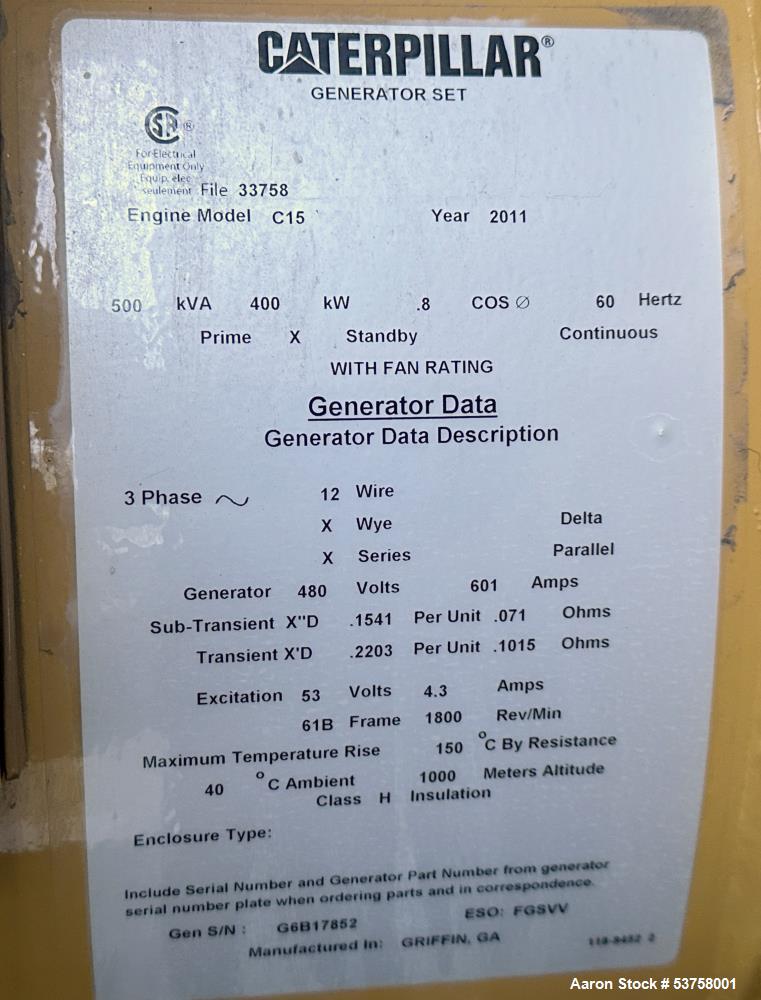 CATERPILLAR®
GENERATOR SET
SA ®
For Electrical
Equipment Only
Equip. elec.
seulement File 33758
Engine Model C15 Year 2011
500 kVA 400 kW .8 COS ∅ 60 Hertz
Prime X Standby Continuous
WITH FAN RATING
Generator Data
Generator Data Description
3 Phase ~ 12 Wire
X Wye Delta
X Series Parallel
Generator 480 Volts 601 Amps
Sub-Transient X"D .1541 Per Unit .071 Ohms
Transient X'D .2203 Per Unit .1015 Ohms
Excitation 53 Volts 4.3 Amps
61B Frame 1800 Rev/Min
Maximum Temperature Rise 150 °C By Resistance
40 °C Ambient 1000 Meters Altitude
Class H Insulation
Enclosure Type:
Include Serial Number and Generator Part Number from generator
serial number plate when ordering parts and in correspondence.
Gen S/N : G6B17852 ESO: FGSVV
Manufactured In: GRIFFIN, GA
Aaron Stock # 53758001